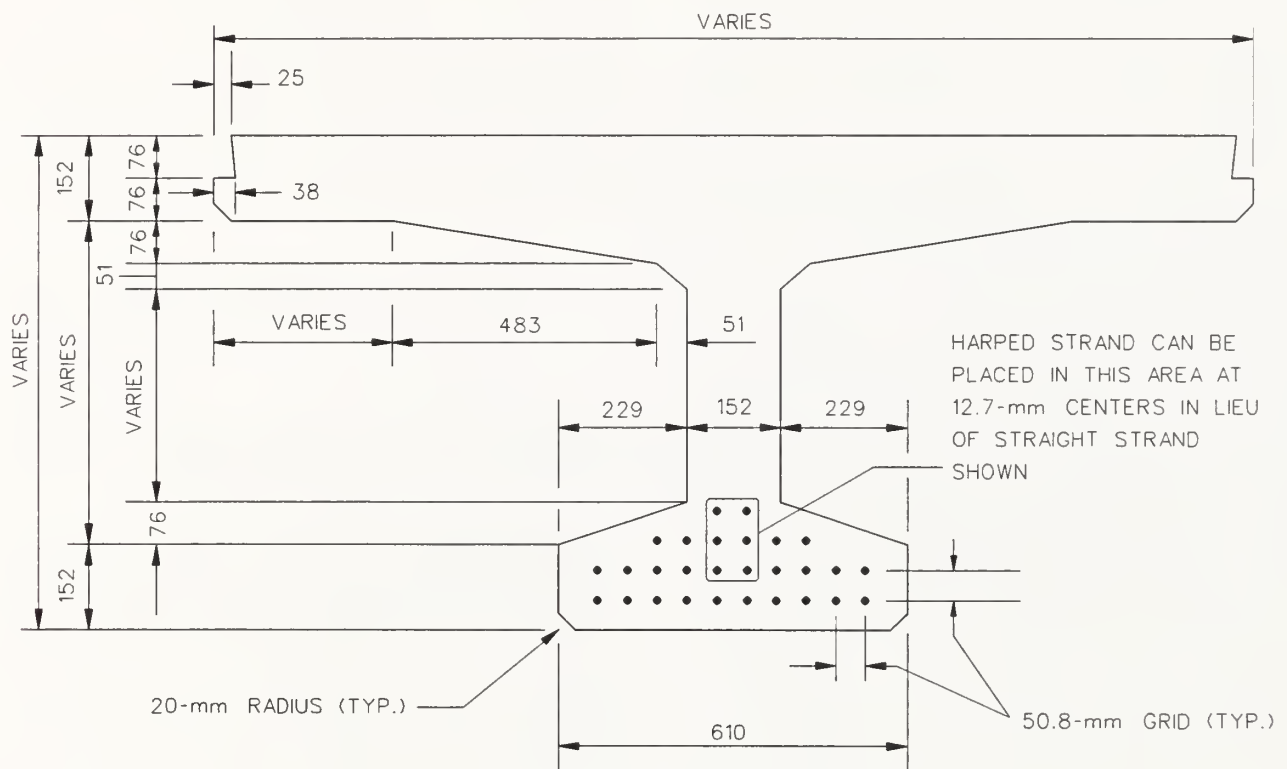 VARIES
25
76
152
76
38
76
51
VARIES
VARIES
VARIES
VARIES
483
51
HARPED STRAND CAN BE
PLACED IN THIS AREA AT
12.7-mm CENTERS IN LIEU
OF STRAIGHT STRAND
SHOWN
229
152
229
76
152
20-mm RADIUS (TYP.)
50.8-mm GRID (TYP.)
610